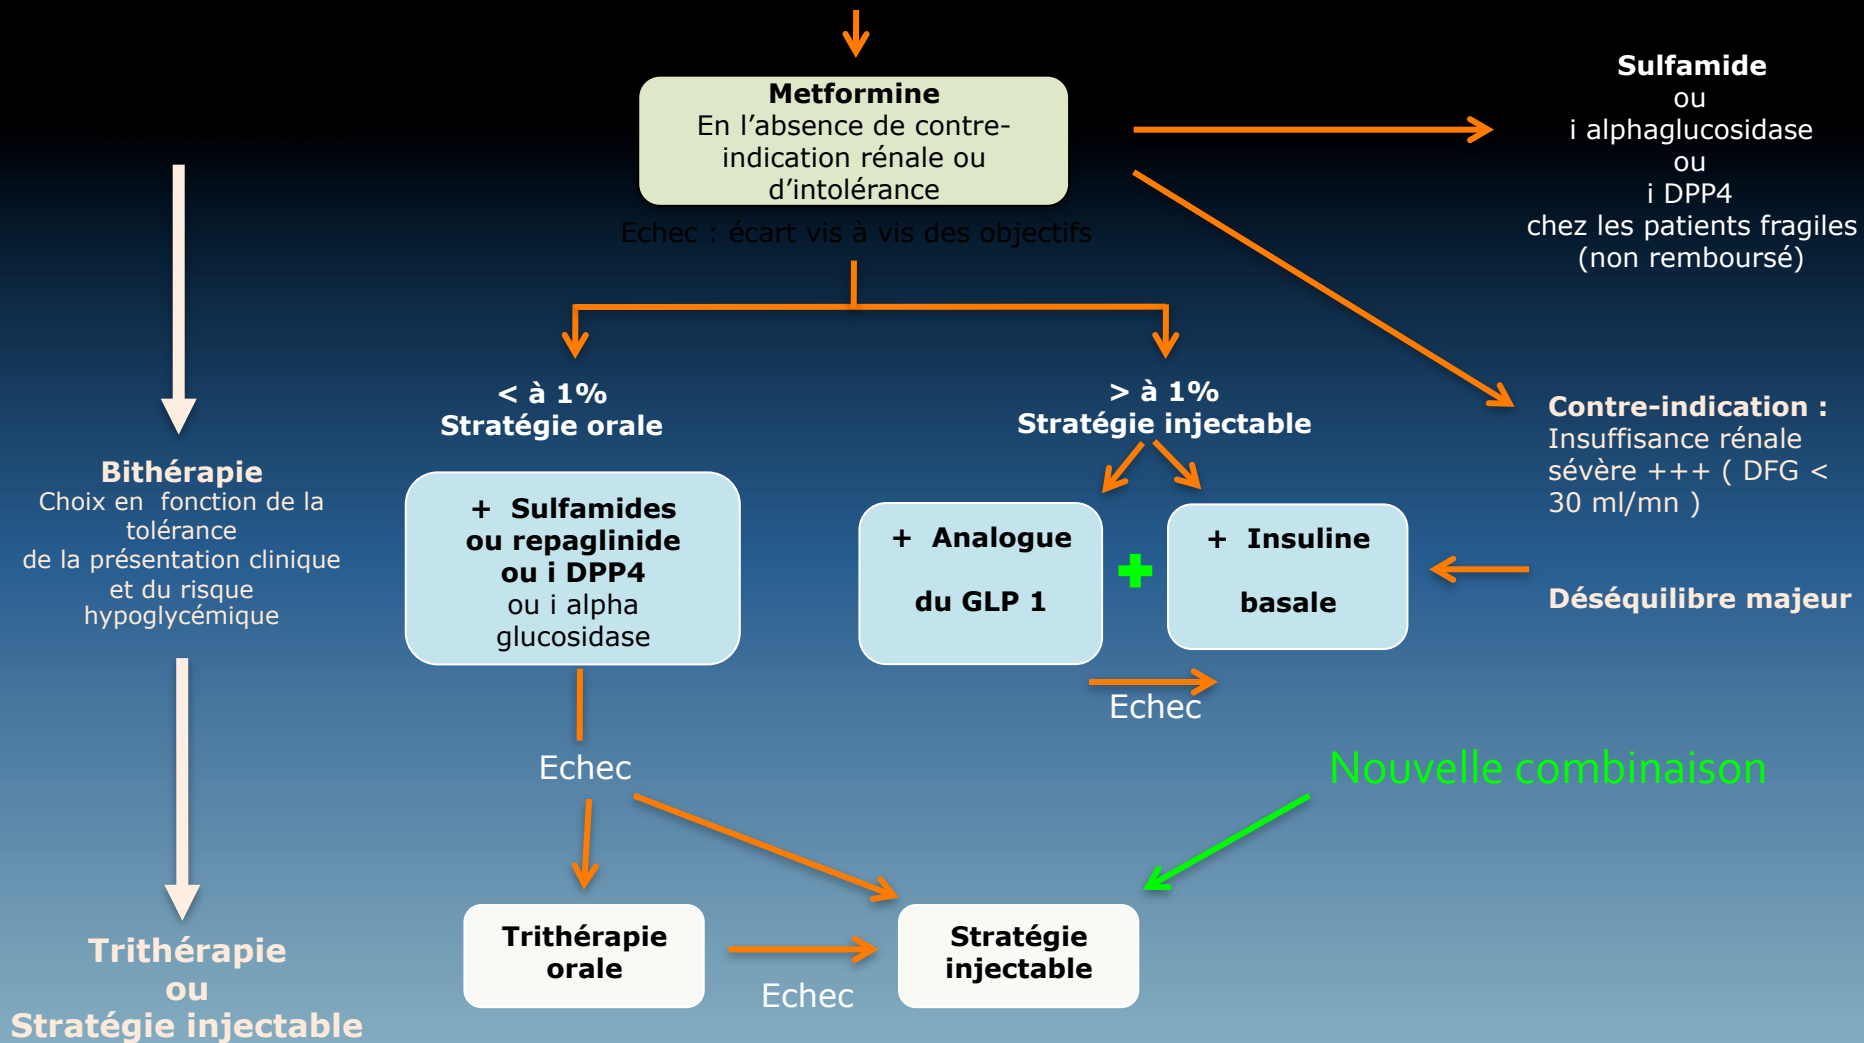 Metformine
En l’absence de contre-
indication rénale ou
d’intolérance
Sulfamide
ou
i alphaglucosidase
ou
i DPP4
chez les patients fragiles
(non remboursé)
Echec : écart vis à vis des objectifs
< à 1%
Stratégie orale
> à 1%
Stratégie injectable
Contre-indication :
Insuffisance rénale
sévère +++ ( DFG <
30 ml/mn )
Déséquilibre majeur
Bithérapie
Choix en fonction de la
tolérance
de la présentation clinique
et du risque
hypoglycémique
+ Sulfamides
ou repaglinide
ou i DPP4
ou i alpha
glucosidase
+ Analogue
du GLP 1
+ Insuline
basale
Echec
Echec
Nouvelle combinaison
Trithérapie
ou
Stratégie injectable
Trithérapie
orale
Echec
Stratégie
injectable